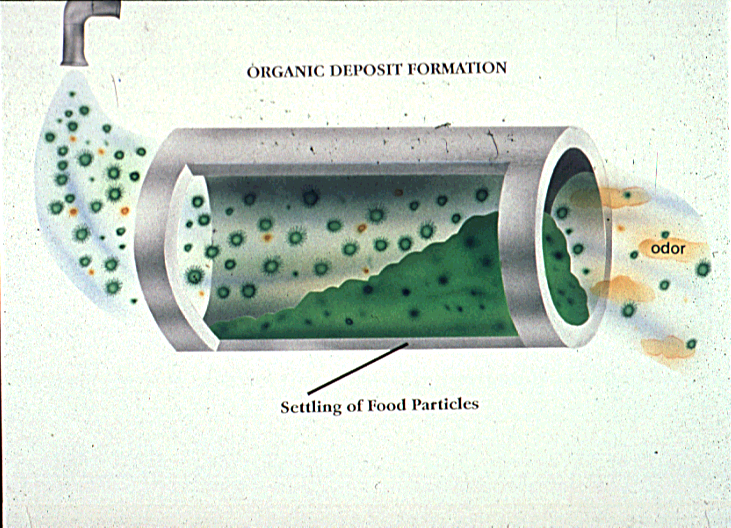 ORGANIC DEPOSIT FORMATION
odor
Settling of Food Particles